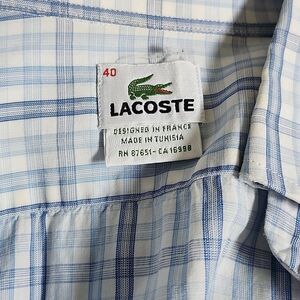 40
LACOSTE
DESIGNED IN FRANCE
MADE IN TUNISIA
RN 87651 - CA 16998